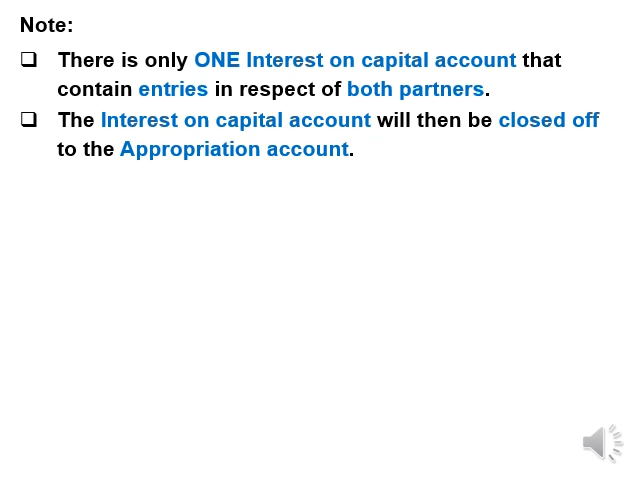 Note:
❑ There is only ONE Interest on capital account that
contain entries in respect of both partners.
❑ The Interest on capital account will then be closed off
to the Appropriation account.